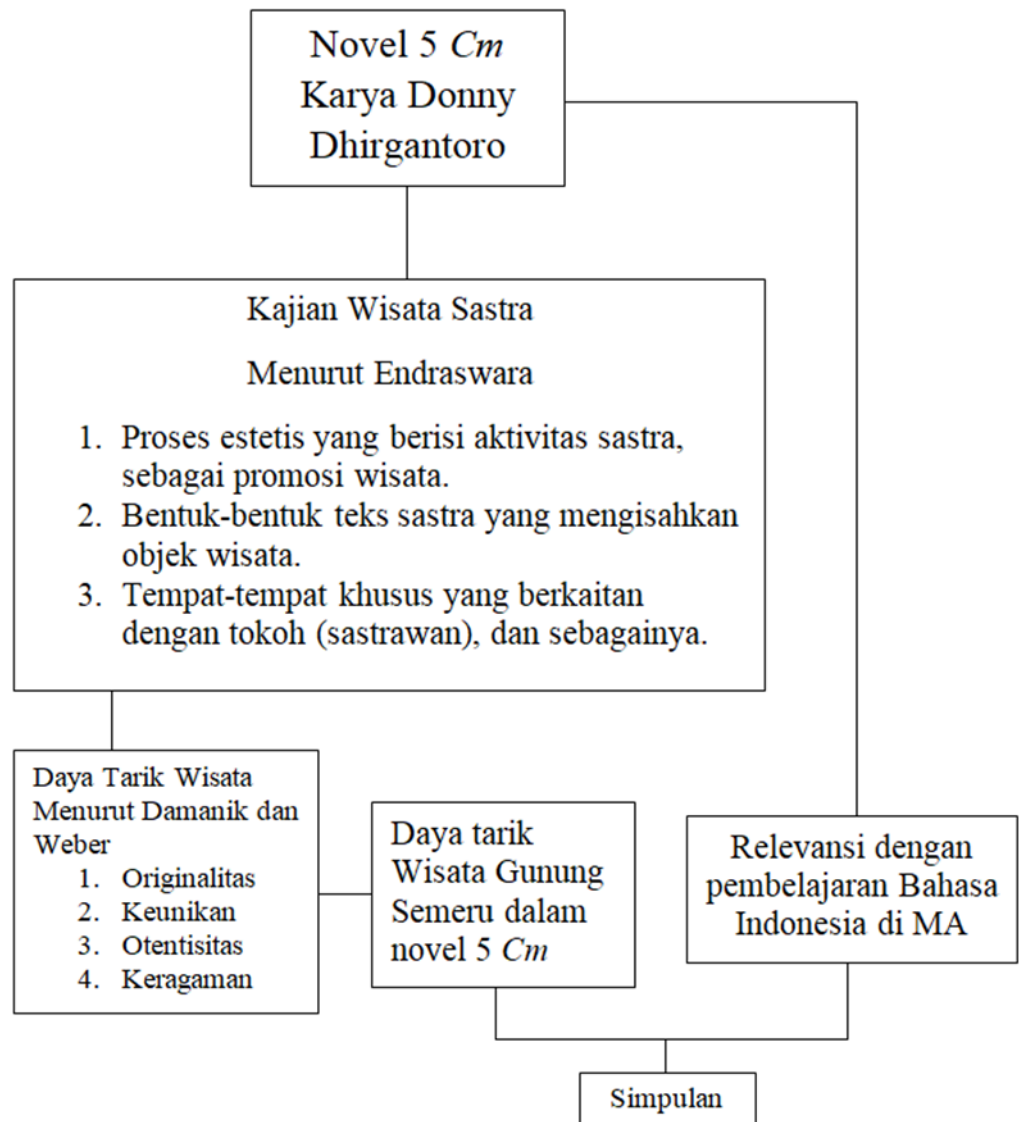 Novel 5 Cm
Karya Donny
Dhirgantoro
Kajian Wisata Sastra
Menurut Endraswara
1. Proses estetis yang berisi aktivitas sastra,
sebagai promosi wisata.
2. Bentuk-bentuk teks sastra yang mengisahkan
objek wisata.
3. Tempat-tempat khusus yang berkaitan
dengan tokoh (sastrawan), dan sebagainya.
Daya Tarik Wisata
Menurut Damanik dan
Weber
1. Originalitas
2. Keunikan
3. Otentisitas
4. Keragaman
Daya tarik
Wisata Gunung
Semeru dalam
novel 5 Cm
Relevansi dengan
pembelajaran Bahasa
Indonesia di MA
Simpulan